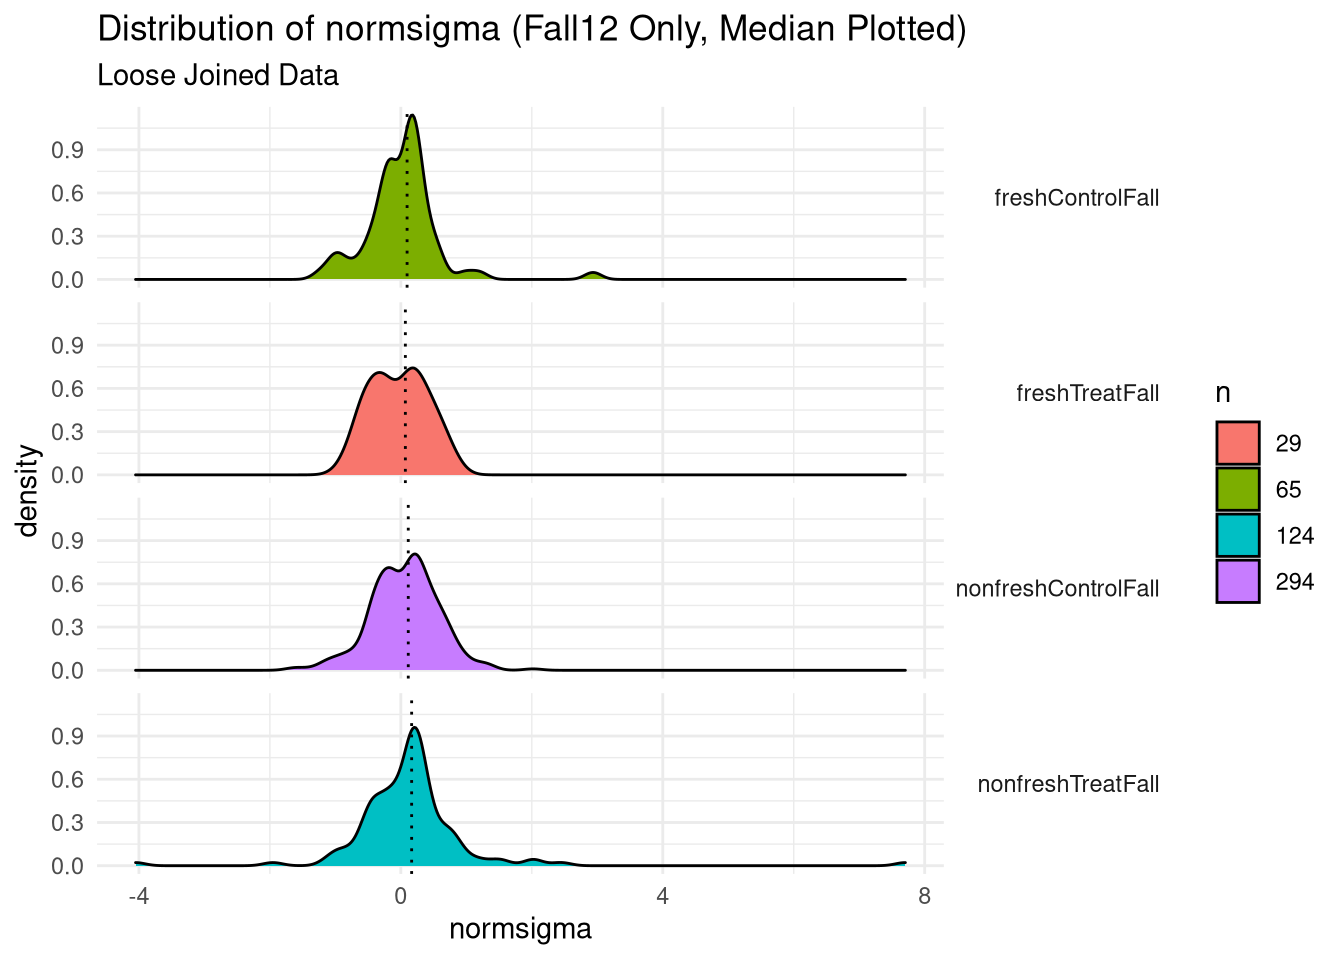 Distribution of normsigma (Fall12 Only, Median Plotted)
Loose Joined Data
density
0.9
0.6
0.3
0.0
freshControlFall
0.9
0.6
0.3
0.0
freshTreatFall
0.9
0.6
0.3
0.0
nonfreshControlFall
0.9
0.6
0.3
0.0
nonfreshTreatFall
-4 0 4 8
normsigma
n
29
65
124
294